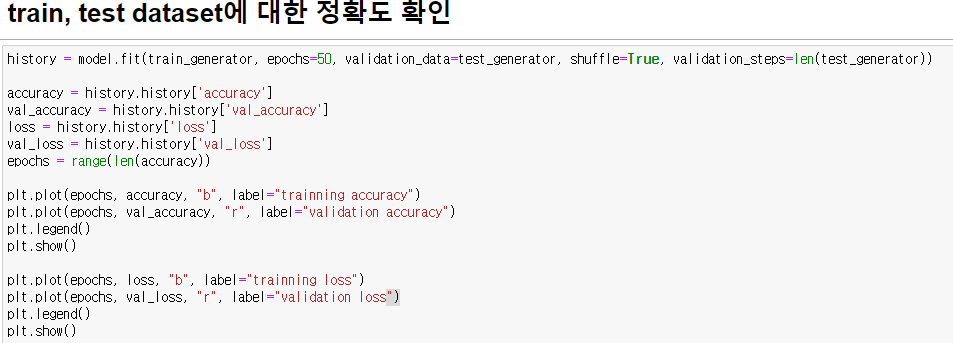 train, test dataset에 대한 정확도 확인
history = model.fit(train_generator, epochs=50, validation_data=test_generator, shuffle=True, validation_steps=len(test_generator))
accuracy = history.history['accuracy']
val_accuracy = history.history['val_accuracy']
loss = history.history['loss']
val_loss = history.history['val_loss']
epochs = range(len(accuracy))
plt.plot(epochs, accuracy, "b", label="trainning accuracy")
plt.plot(epochs, val_accuracy, "r", label="validation accuracy")
plt.legend()
plt.show()
plt.plot(epochs, loss, "b", label="trainning loss")
plt.plot(epochs, val_loss, "r", label="validation loss")
plt.legend()
plt.show()